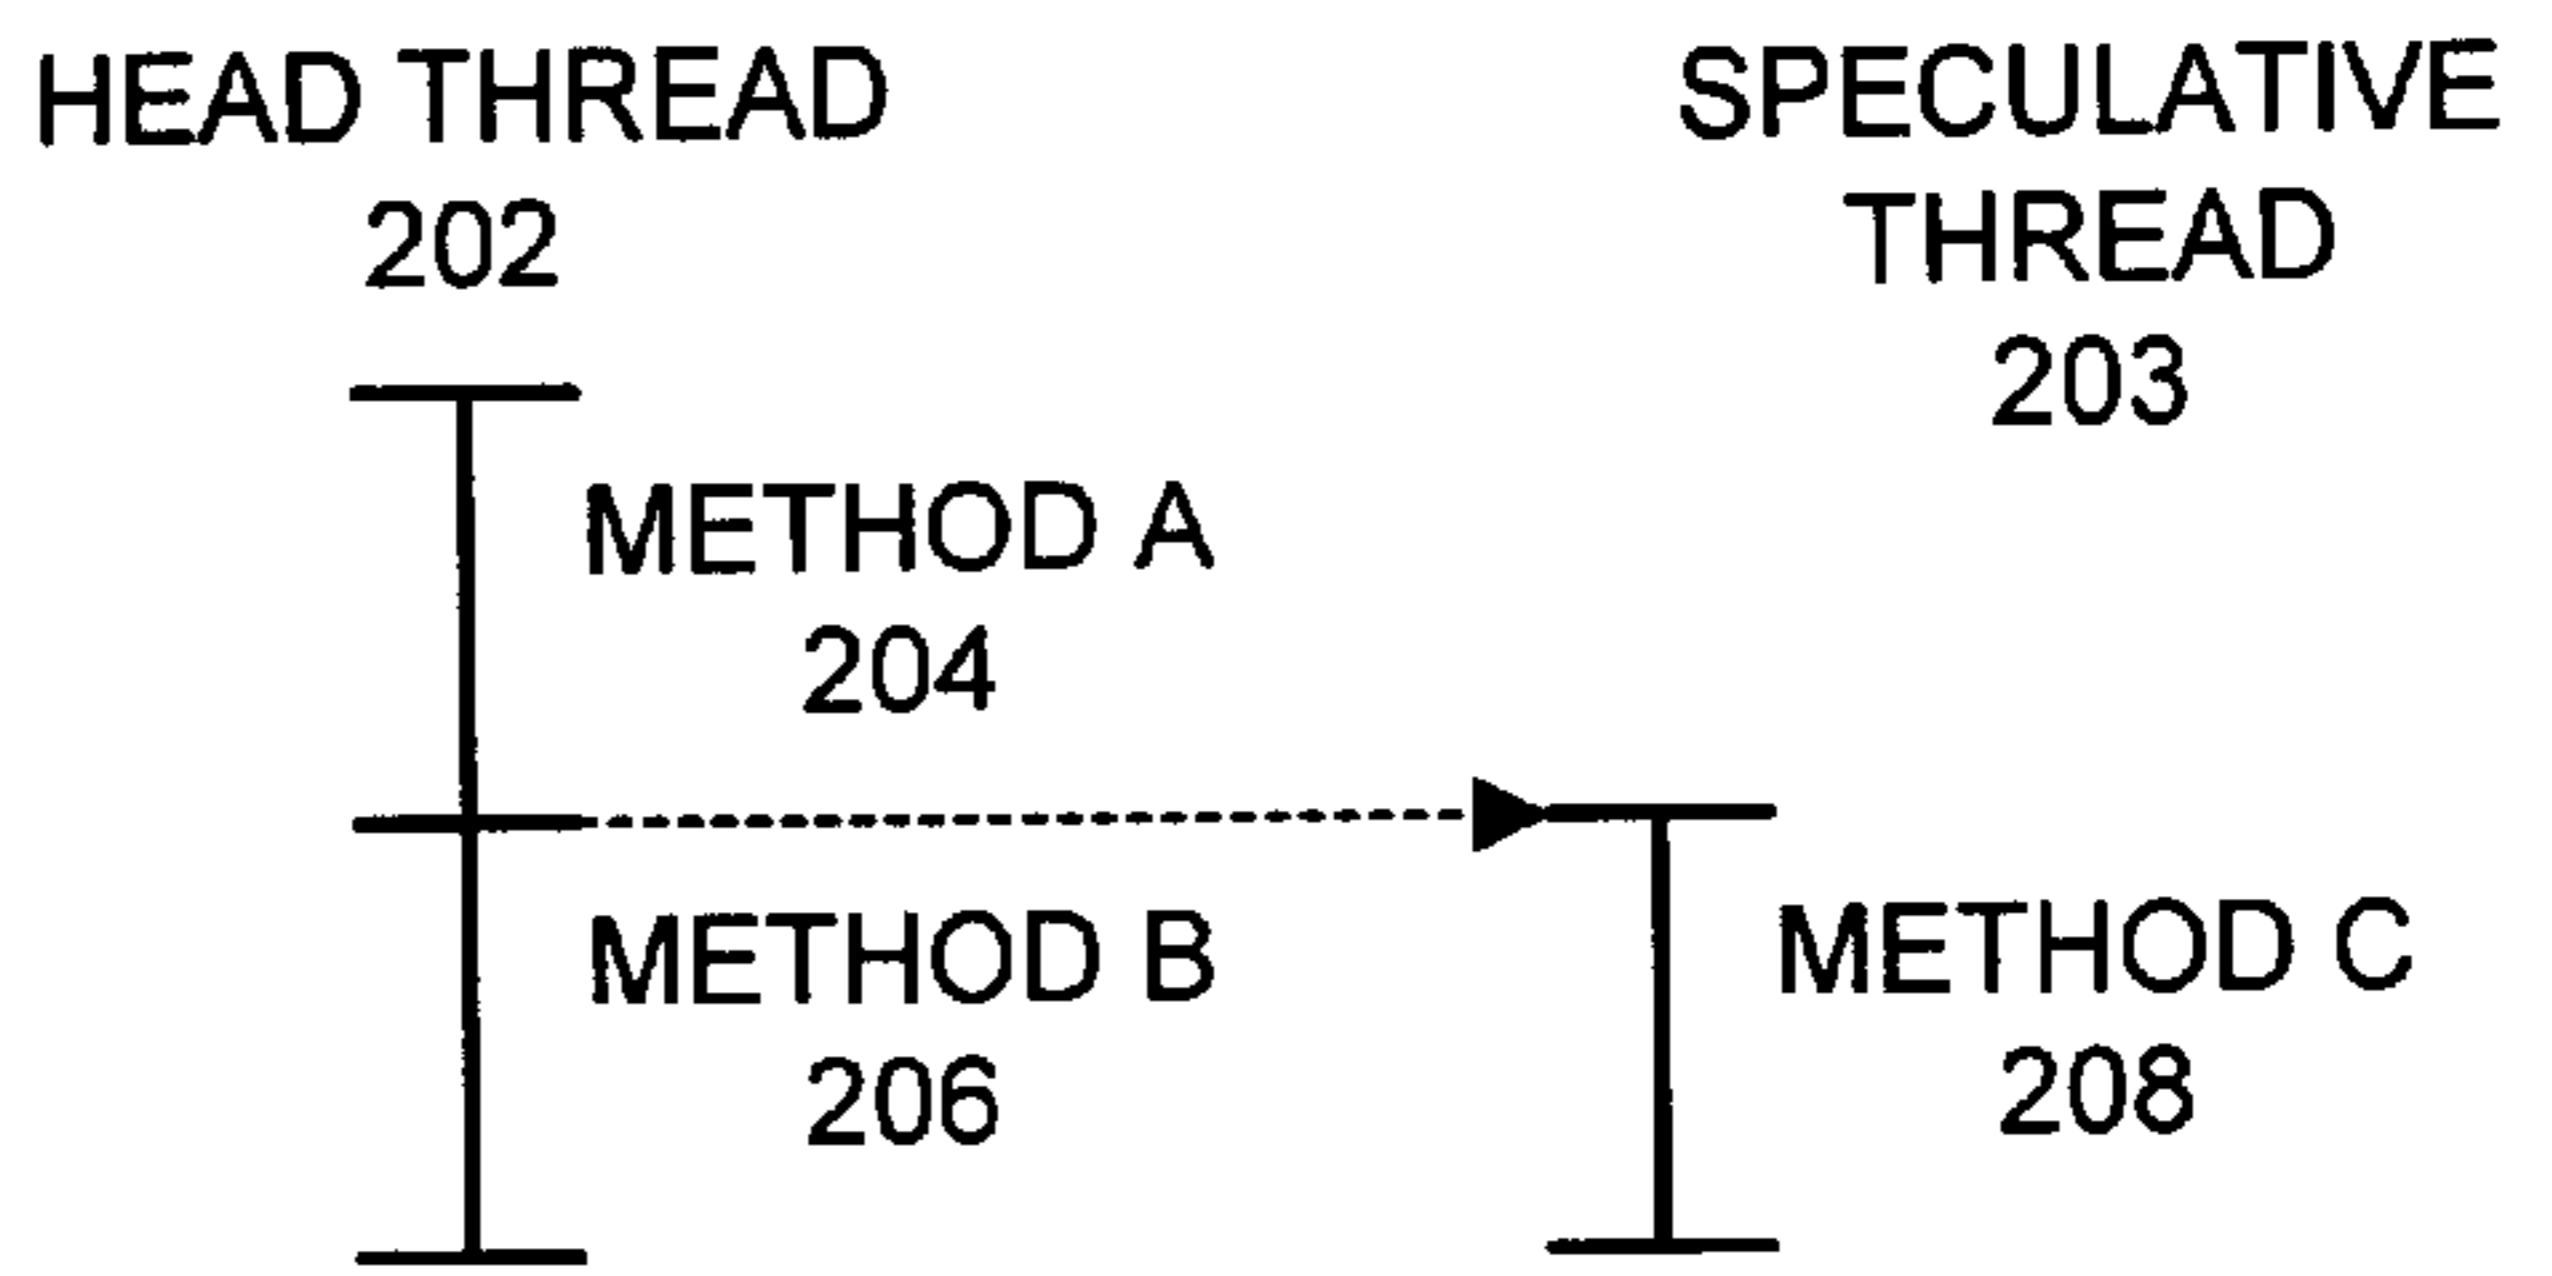 HEAD THREAD
202
SPECULATIVE
THREAD
203
METHOD A
204
METHOD B
206
METHOD C
208